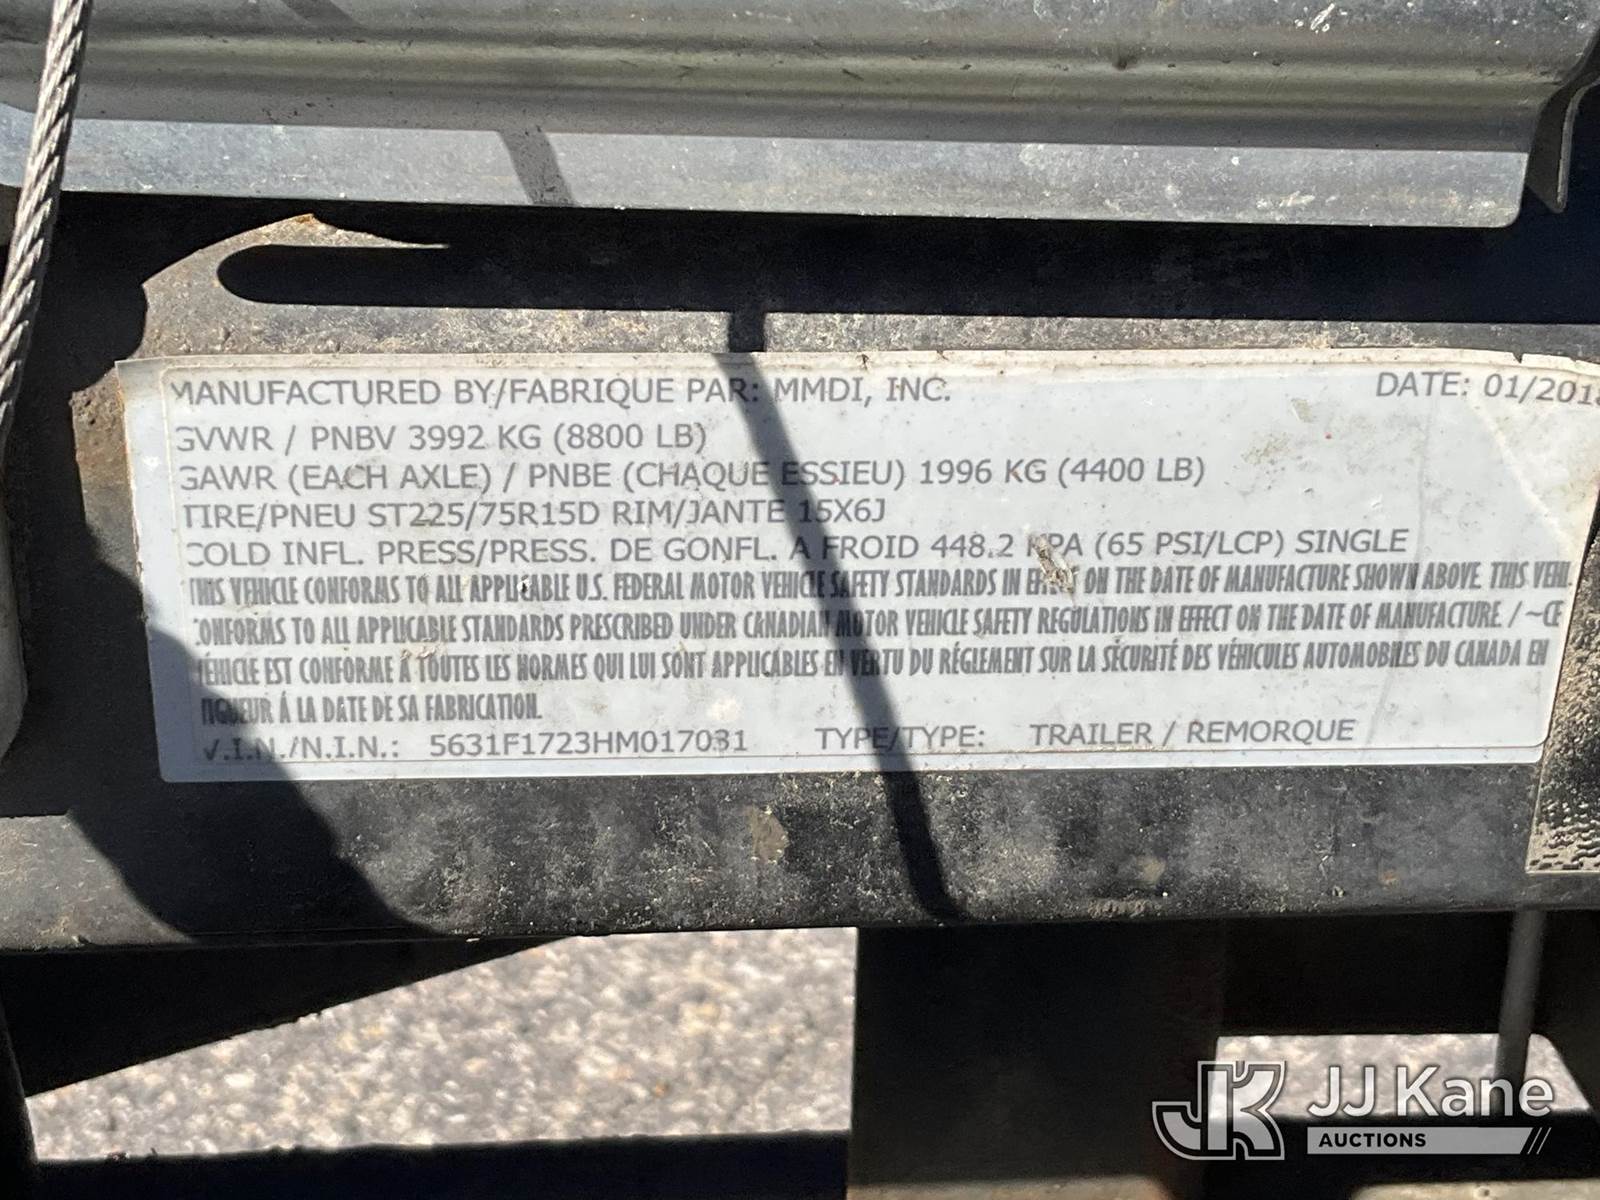 MANUFACTURED BY/FABRIQUE PAR: MMDI, INC. DATE: 01/2018
GVWR / PNBV 3992 KG (8800 LB)
GAWR (EACH AXLE) / PNBE (CHAQUE ESSIEU) 1996 KG (4400 LB)
TIRE/PNEU ST225/75R15D RIM/JANTE 15X6J
COLD INFL. PRESS/PRESS. DE GONFL. A FROID 448.2 KPA (65 PSI/LCP) SINGLE
THIS VEHICLE CONFORMS TO ALL APPLICABLE U.S. FEDERAL MOTOR VEHICLE SAFETY STANDARDS IN EFFECT ON THE DATE OF MANUFACTURE SHOWN ABOVE. THIS VEHI.
CONFORMS TO ALL APPLICABLE STANDARDS PRESCRIBED UNDER CANADIAN MOTOR VEHICLE SAFETY REGULATIONS IN EFFECT ON THE DATE OF MANUFACTURE. / ~CE
VÉHICLE EST CONFORME Á TOUTES LES NORMES QUI LUI SONT APPLICABLES EN VERTU DU RÉGLEMENT SUR LA SÉCURITÉ DES VÉHICULES AUTOMOBILES DU CANADA EN
VIGUEUR Á LA DATE DE SA FABRICATION.
V.I.N./N.I.N.: 5631F1723HM017031 TYPE/TYPE: TRAILER / REMORQUE
JK JJ Kane
AUCTIONS